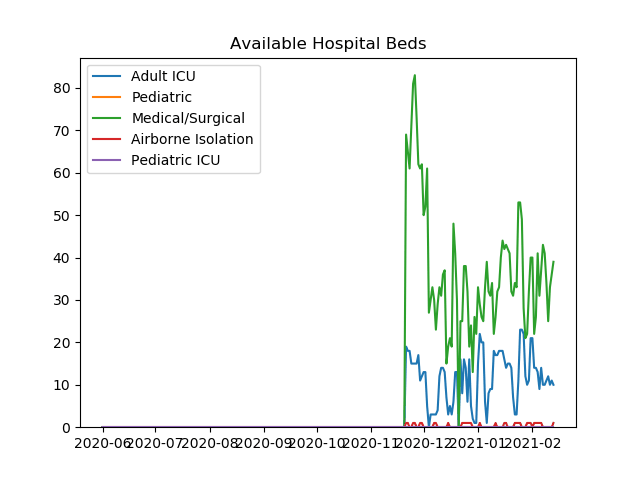 Available Hospital Beds
Adult ICU
Pediatric
Medical/Surgical
Airborne Isolation
Pediatric ICU
80
70
60
50
40
30
20
10
0
2020-06 2020-07 2020-08 2020-09 2020-10 2020-11 2020-12 2021-01 2021-02